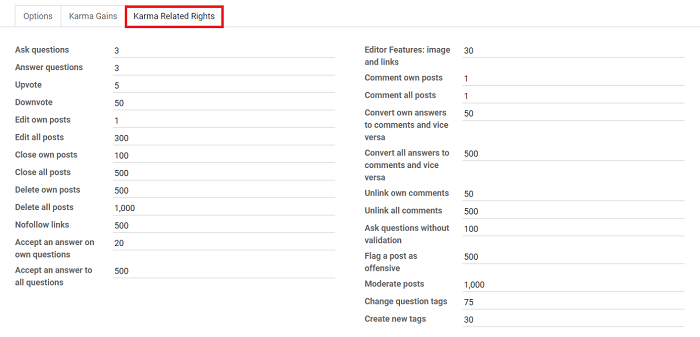 Options
Karma Gains
Karma Related Rights
Ask questions 3
Answer questions 3
Upvote 5
Downvote 50
Edit own posts 1
Edit all posts 300
Close own posts 100
Close all posts 500
Delete own posts 500
Delete all posts 1,000
Nofollow links 500
Accept an answer on 20
own questions
Accept an answer to 500
all questions
Editor Features: image 30
and links
Comment own posts 1
Comment all posts 1
Convert own answers 50
to comments and vice
versa
Convert all answers to 500
comments and vice
versa
Unlink own comments 50
Unlink all comments 500
Ask questions without 100
validation
Flag a post as 500
offensive
Moderate posts 1,000
Change question tags 75
Create new tags 30